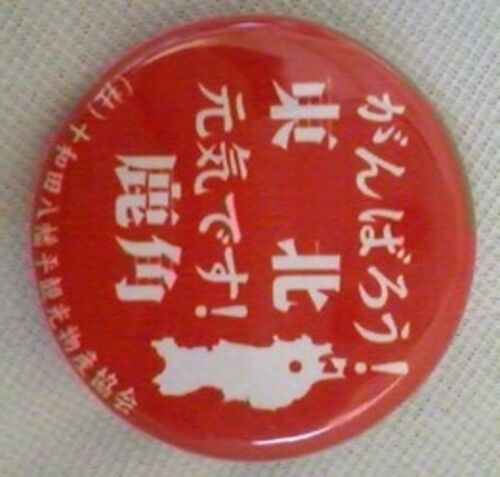 がんばろう!
東北
元気です!
鹿角
(社)十和田八幡平観光物産協会